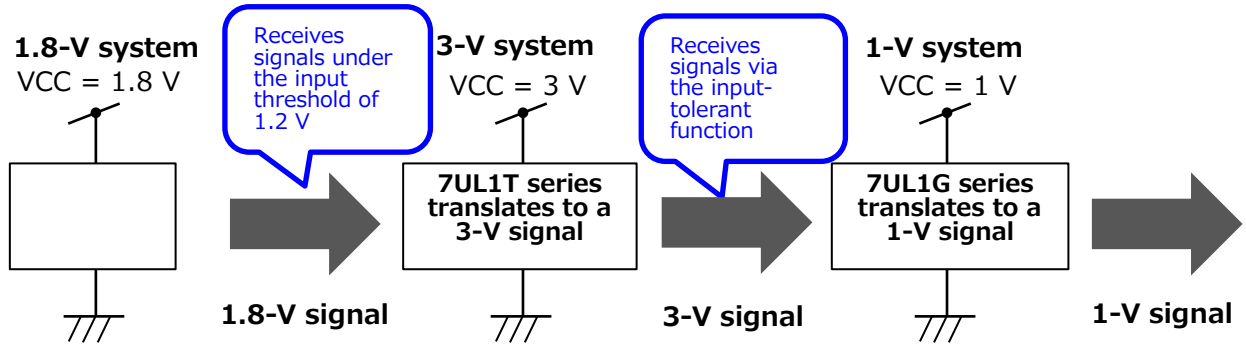 1.8-V system
VCC = 1.8 V
Receives
signals under
the input
threshold of
1.2 V
3-V system
VCC = 3 V
Receives
signals via
the input-
tolerant
function
1-V system
VCC = 1 V
7UL1T series
translates to a
3-V signal
7UL1G series
translates to a
1-V signal
1.8-V signal
3-V signal
1-V signal